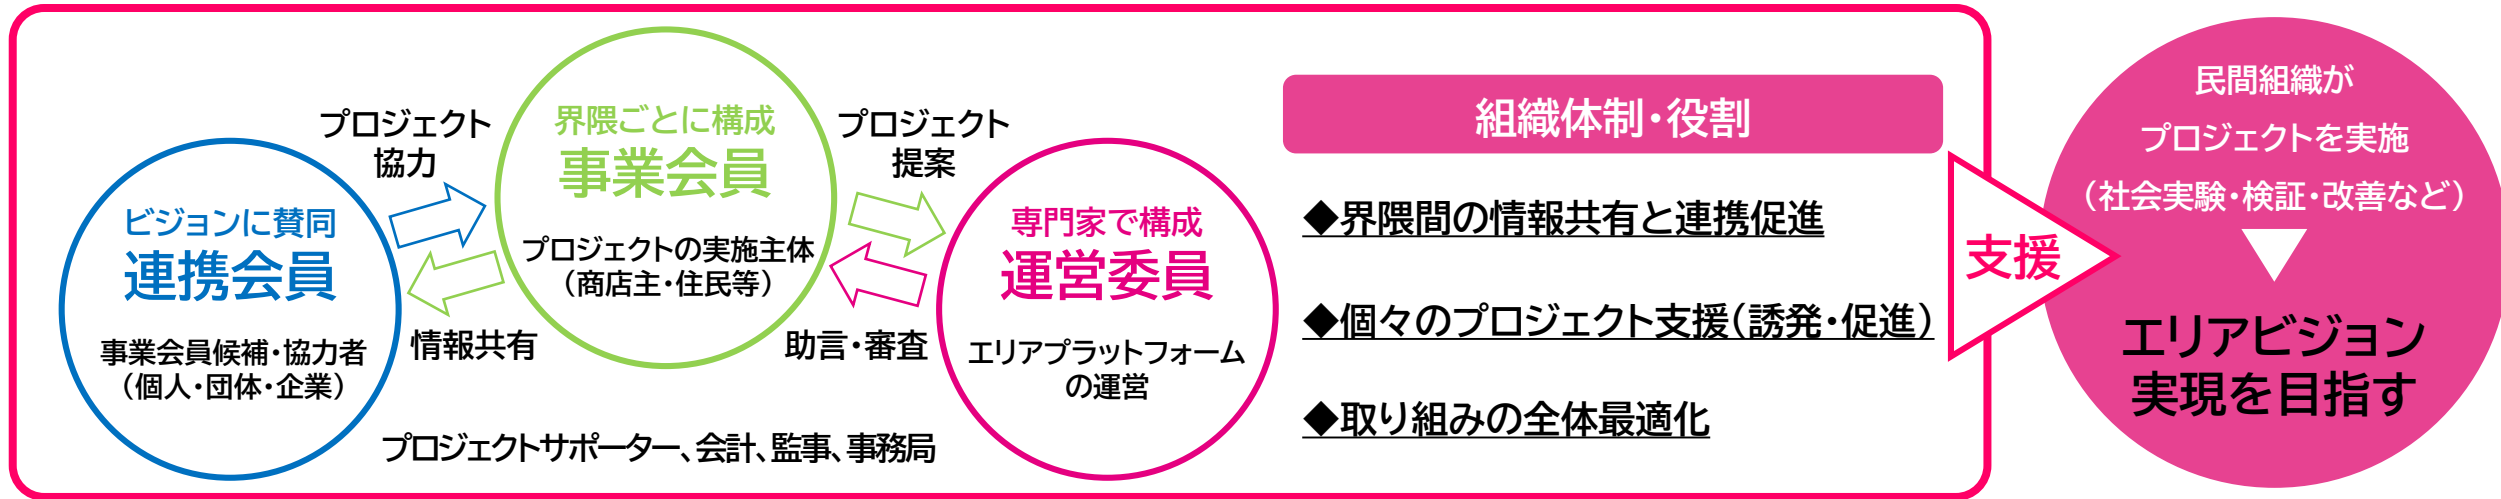 ビジョンに賛同
連携会員
事業会員候補・協力者
（個人・団体・企業）
プロジェクト
協力
情報共有
界隈ごとに構成
事業会員
プロジェクトの実施主体
（商店主・住民等）
プロジェクト
提案
助言・審査
専門家で構成
運営委員
エリアプラットフォーム
の運営
プロジェクトサポーター、会計、監事、事務局
組織体制・役割
◆界隈間の情報共有と連携促進
◆個々のプロジェクト支援（誘発・促進）
◆取り組みの全体最適化
支援
民間組織が
プロジェクトを実施
（社会実験・検証・改善など）
エリアビジョン
実現を目指す